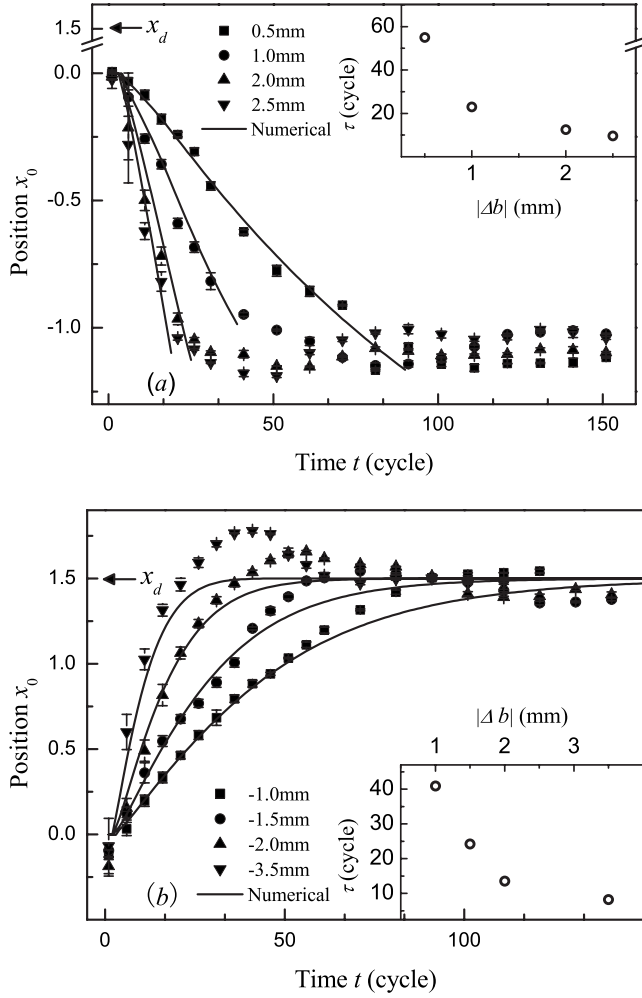 1.5
x_d
0.5mm
1.0mm
2.0mm
2.5mm
Numerical
60
40
20
τ (cycle)
1 2
|Δb| (mm)
0.0
-0.5
-1.0
Position x_0
(a)
0 50 100 150
Time t (cycle)
2.0
1.5
1.0
0.5
0.0
Position x_0
x_d
-1.0mm
-1.5mm
-2.0mm
-3.5mm
Numerical
|Δ b| (mm)
1 2 3
40
30
20
10
τ (cycle)
(b)
0 50 100
Time t (cycle)